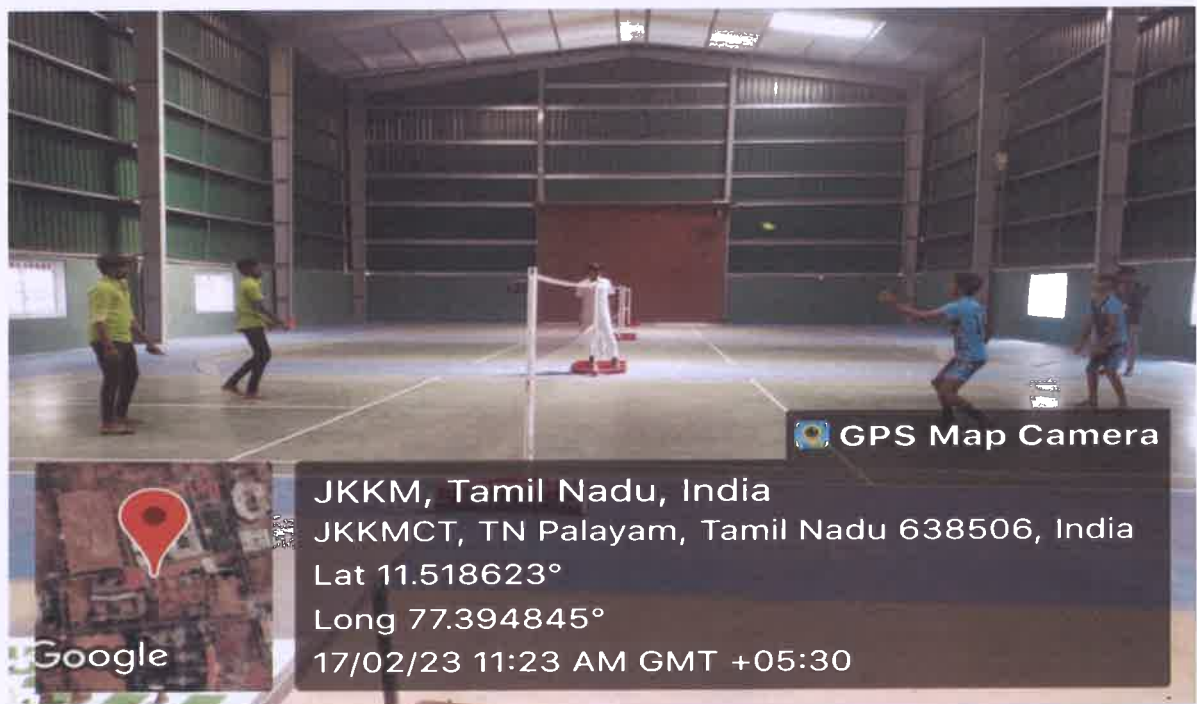 GPS Map Camera
JKKM, Tamil Nadu, India
JKKMCT, TN Palayam, Tamil Nadu 638506, India
Lat 11.518623°
Long 77.394845°
17/02/23 11:23 AM GMT +05:30
Google